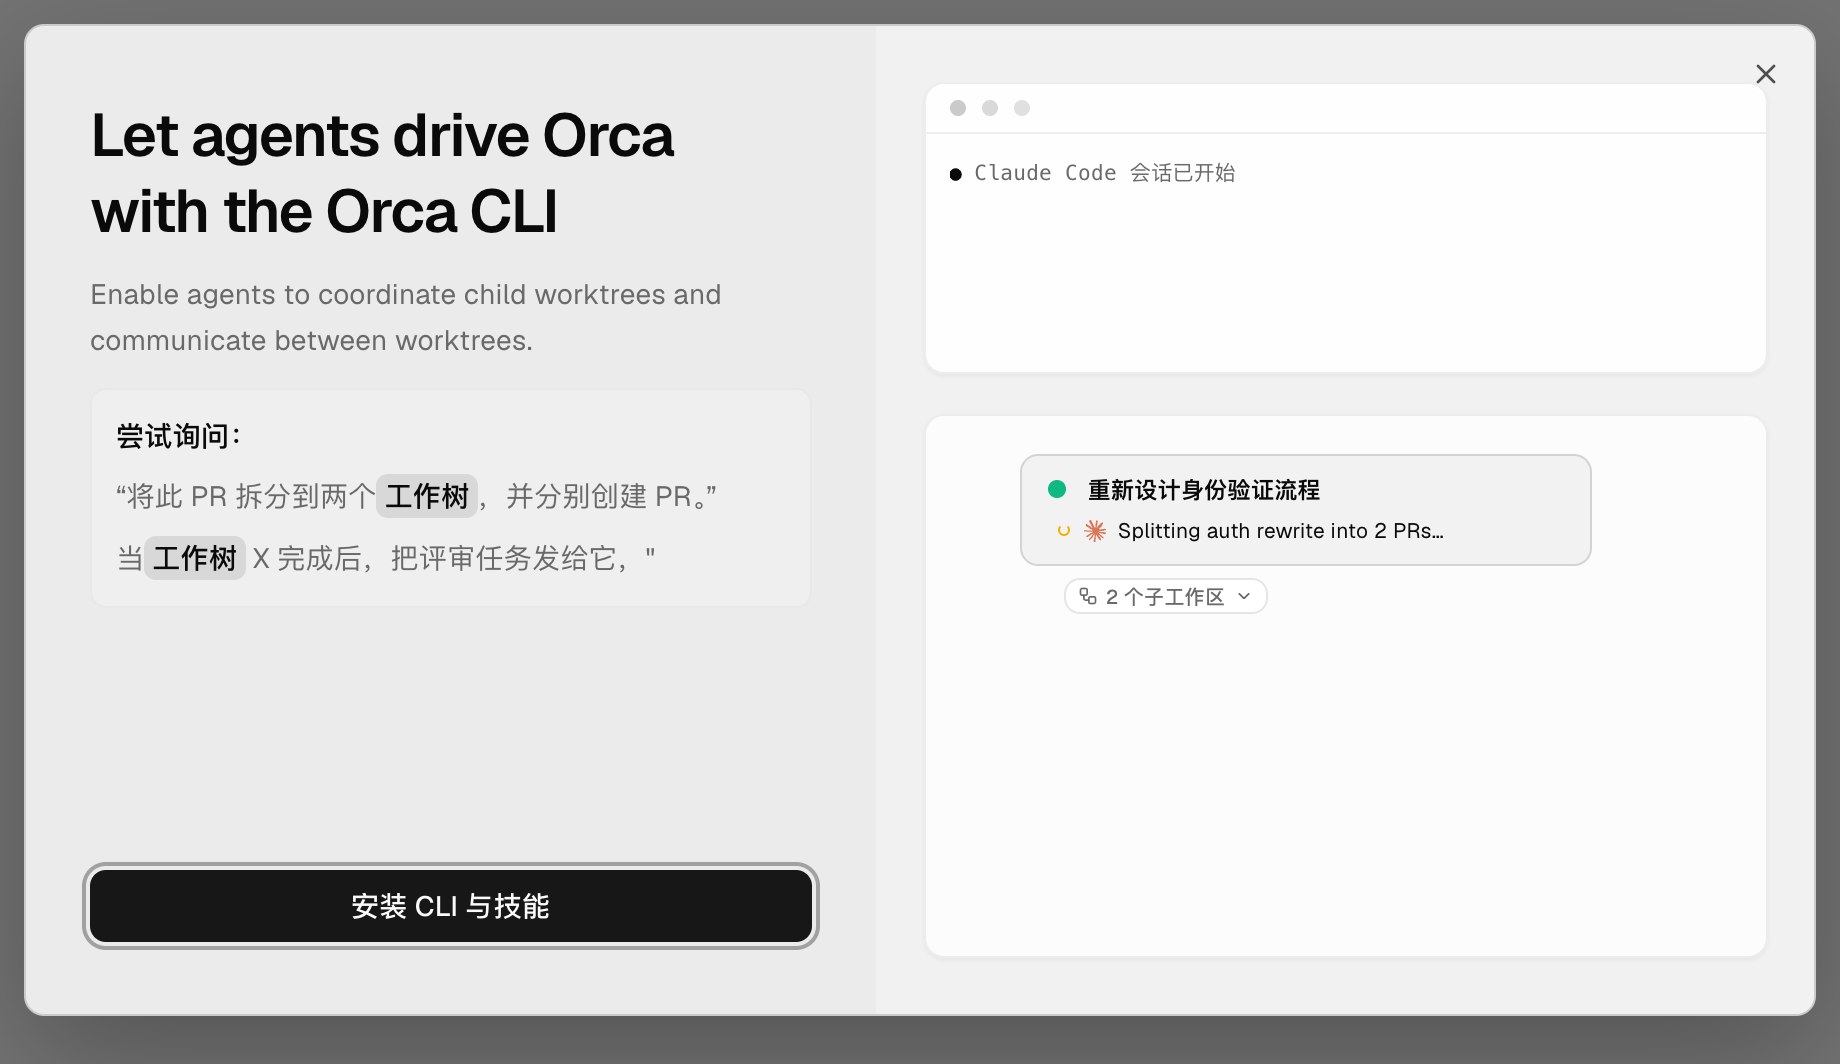 Let agents drive Orca
with the Orca CLI
Enable agents to coordinate child worktrees and
communicate between worktrees.
尝试询问：
“将此 PR 拆分到两个 工作树，并分别创建 PR。”
当 工作树 X 完成后，把评审任务发给它，"
安装 CLI 与技能
Claude Code 会话已开始
重新设计身份验证流程
Splitting auth rewrite into 2 PRs…
2 个子工作区